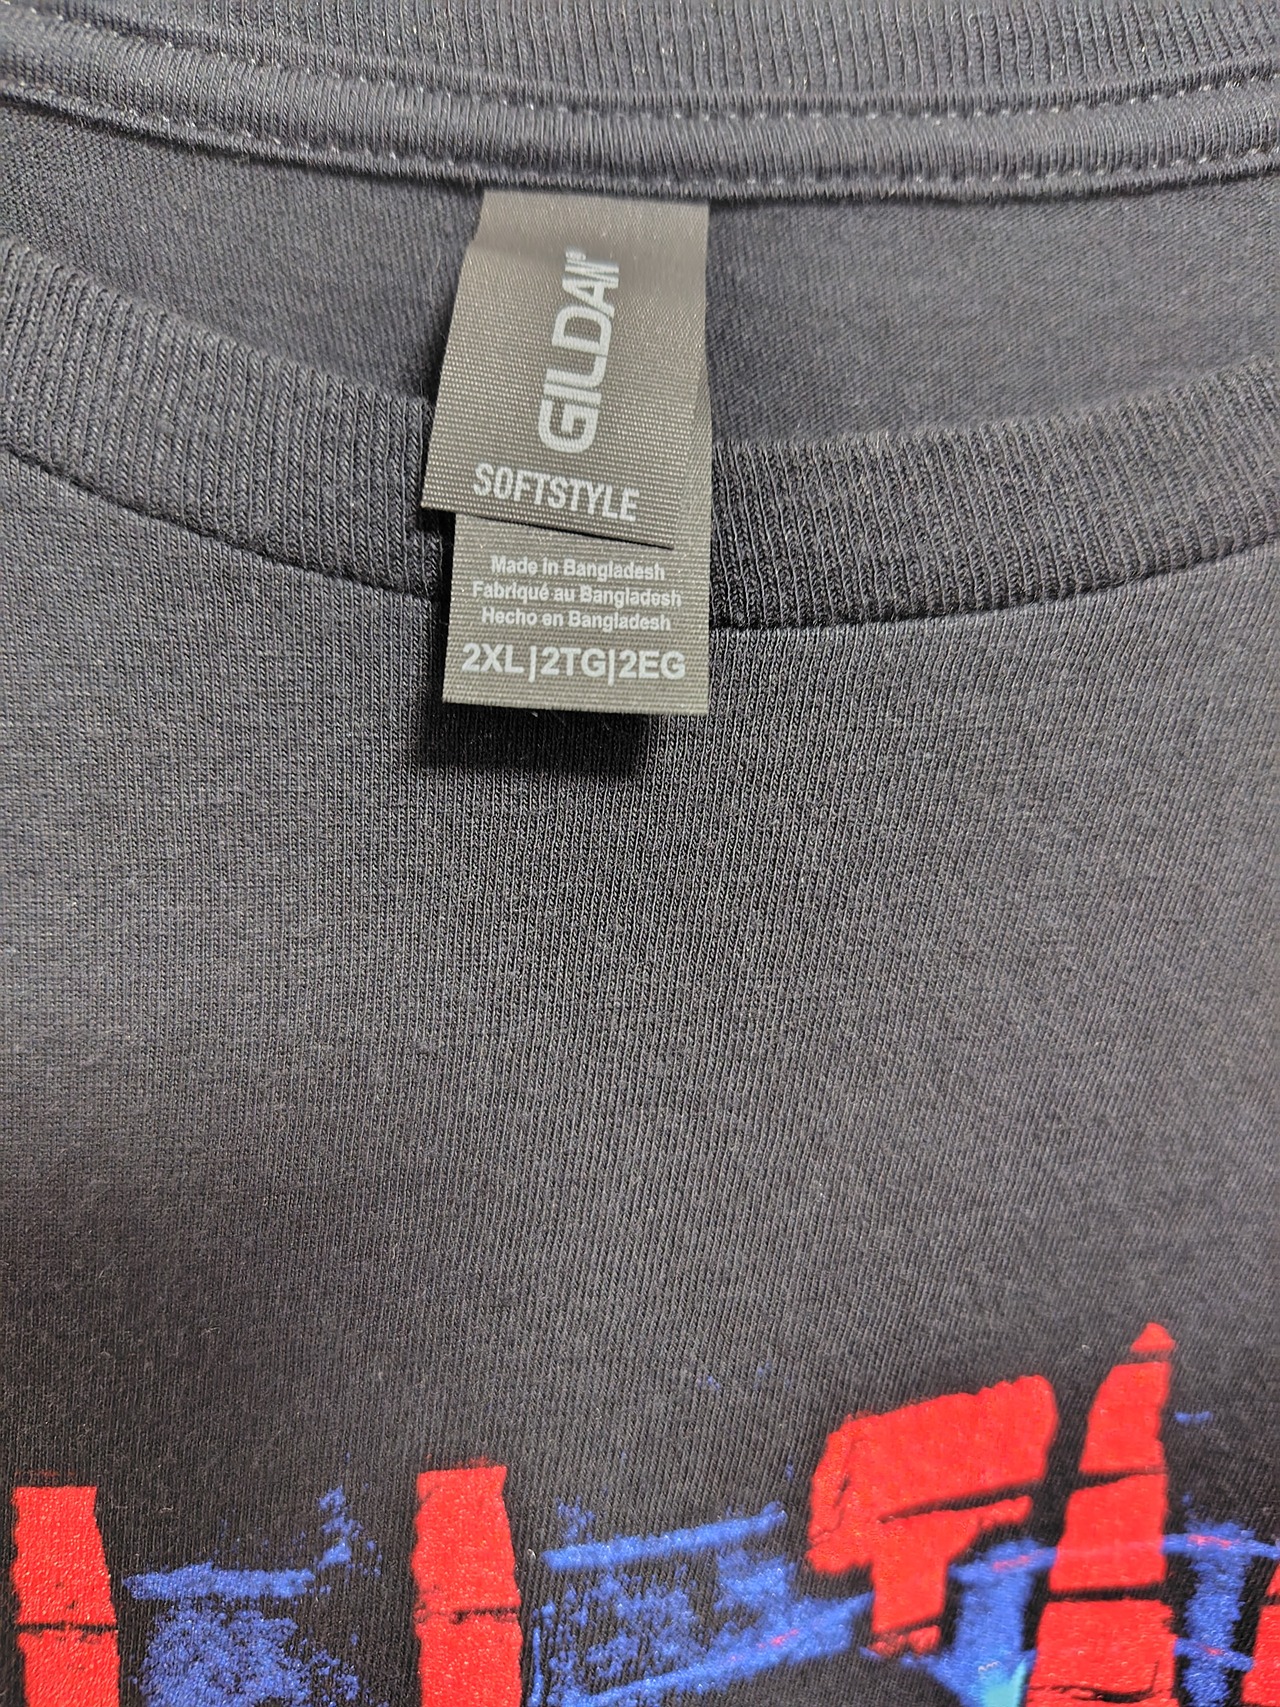 GILDAN®
SOFTSTYLE
Made in Bangladesh
Fabriqué au Bangladesh
Hecho en Bangladesh
2XL|2TG|2EG